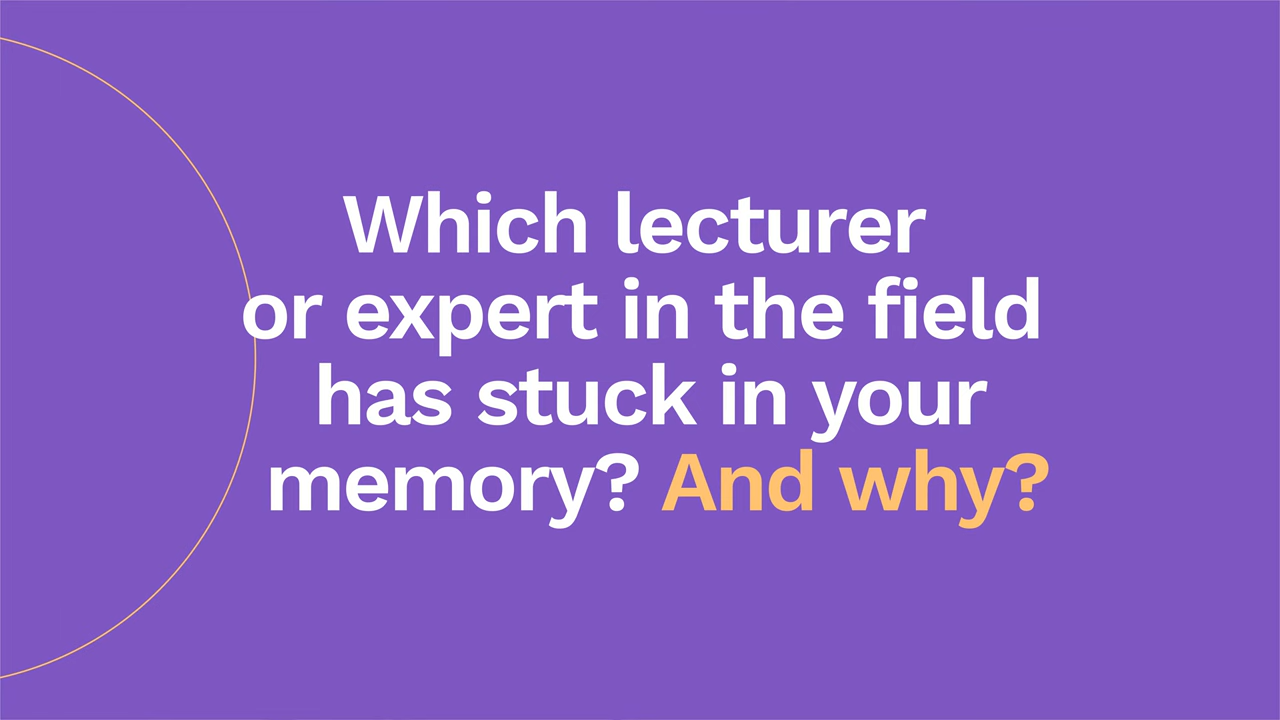 Which lecturer
or expert in the field
has stuck in your
memory? And why?